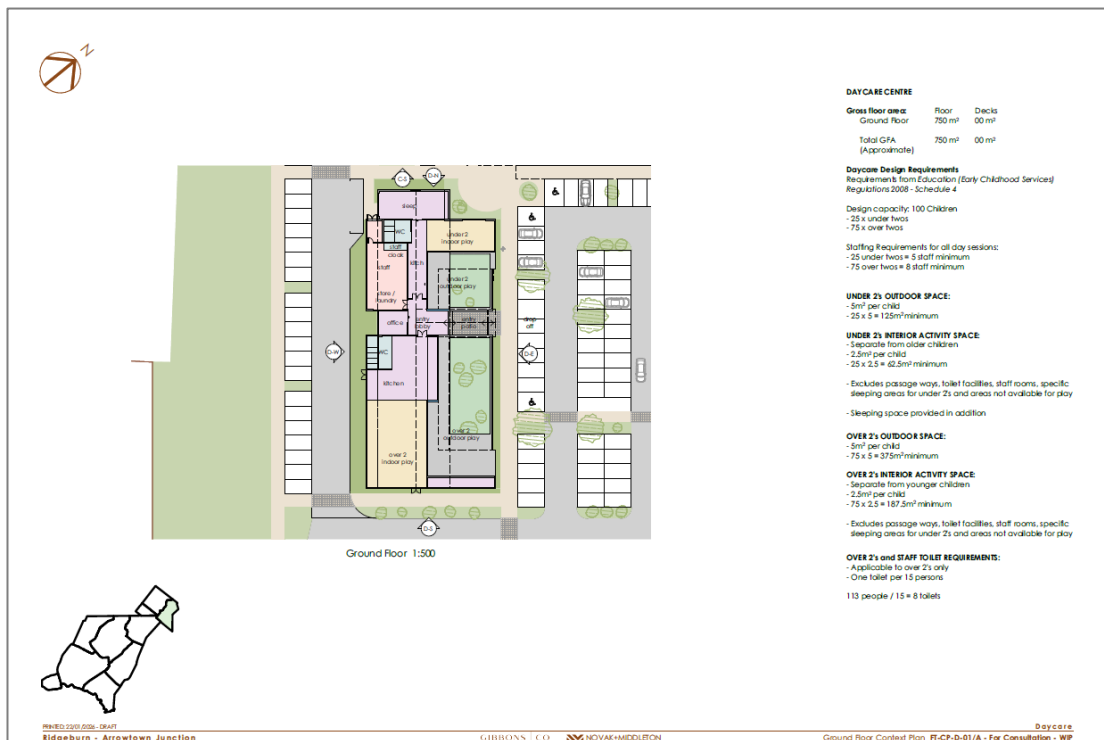 N
DAYCARE CENTRE
Gross floor area: Floor Decks
Ground Floor 750 m² 00 m²
Total GFA 750 m² 00 m²
(Approximate)
Daycare Design Requirements
Requirements from Education (Early Childhood Services)
Regulations 2008 - Schedule 4
Design capacity: 100 Children
- 25 x under twos
- 75 x over twos
Staffing Requirements for all day sessions:
- 25 under twos = 5 staff minimum
- 75 over twos = 8 staff minimum
UNDER 2's OUTDOOR SPACE:
- 5m² per child
- 25 x 5 = 125m² minimum
UNDER 2's INTERIOR ACTIVITY SPACE:
- Separate from older children
- 2.5m² per child
- 25 x 2.5 = 62.5m² minimum
- Excludes passage ways, toilet facilities, staff rooms, specific
sleeping areas for under 2's and areas not available for play
- Sleeping space provided in addition
OVER 2's OUTDOOR SPACE:
- 5m² per child
- 75 x 5 = 375m² minimum
OVER 2's INTERIOR ACTIVITY SPACE:
- Separate from younger children
- 2.5m² per child
- 75 x 2.5 = 187.5m² minimum
- Excludes passage ways, toilet facilities, staff rooms, specific
sleeping areas for under 2's and areas not available for play
OVER 2's and STAFF TOILET REQUIREMENTS:
- Applicable to over 2's only
- One toilet per 15 persons
113 people / 15 = 8 toilets
C-S
D-N
sleep
WC
staff
cloak
staff
kitch
under 2
indoor play
under 2
outdoor play
store /
laundry
office
entry
lobby
entry
patio
drop
off
D-W
D-E
WC
kitchen
over 2
indoor play
over 2
outdoor play
D-S
Ground Floor 1:500
PRINTED: 22/01/2026 - DRAFT
Ridgeburn - Arrowtown Junction
GIBBONS | CO
NOVAK+MIDDLETON
Daycare
Ground Floor Context Plan FT-CP-D-01/A - For Consultation - WIP